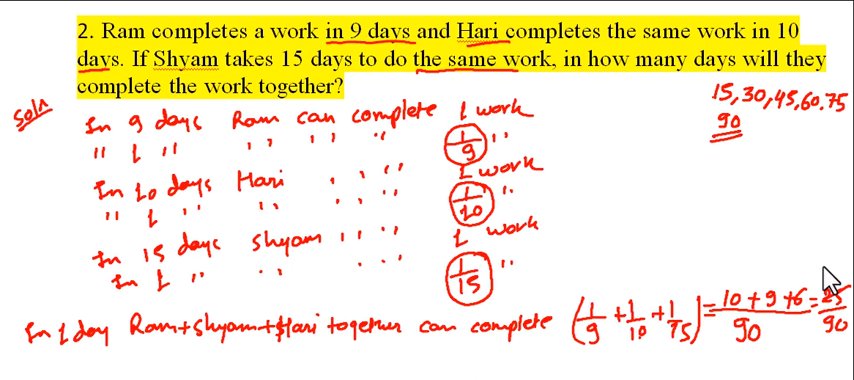 2. Ram completes a work in 9 days and Hari completes the same work in 10
days. If Shyam takes 15 days to do the same work, in how many days will they
complete the work together?
15, 30, 45, 60, 75
90
Soln
In 9 days Ram can complete 1 work
" 1 " " " " 1/9 "
In 10 days Hari " " " 1 work
" 1 " " " " " 1/10 "
In 15 days Shyam " " " 1 work
In 1 " " " " " 1/15 "
In 1 day Ram+Shyam+Hari together can complete (1/9 + 1/10 + 1/15) = 10+9+6/90 = 25/90